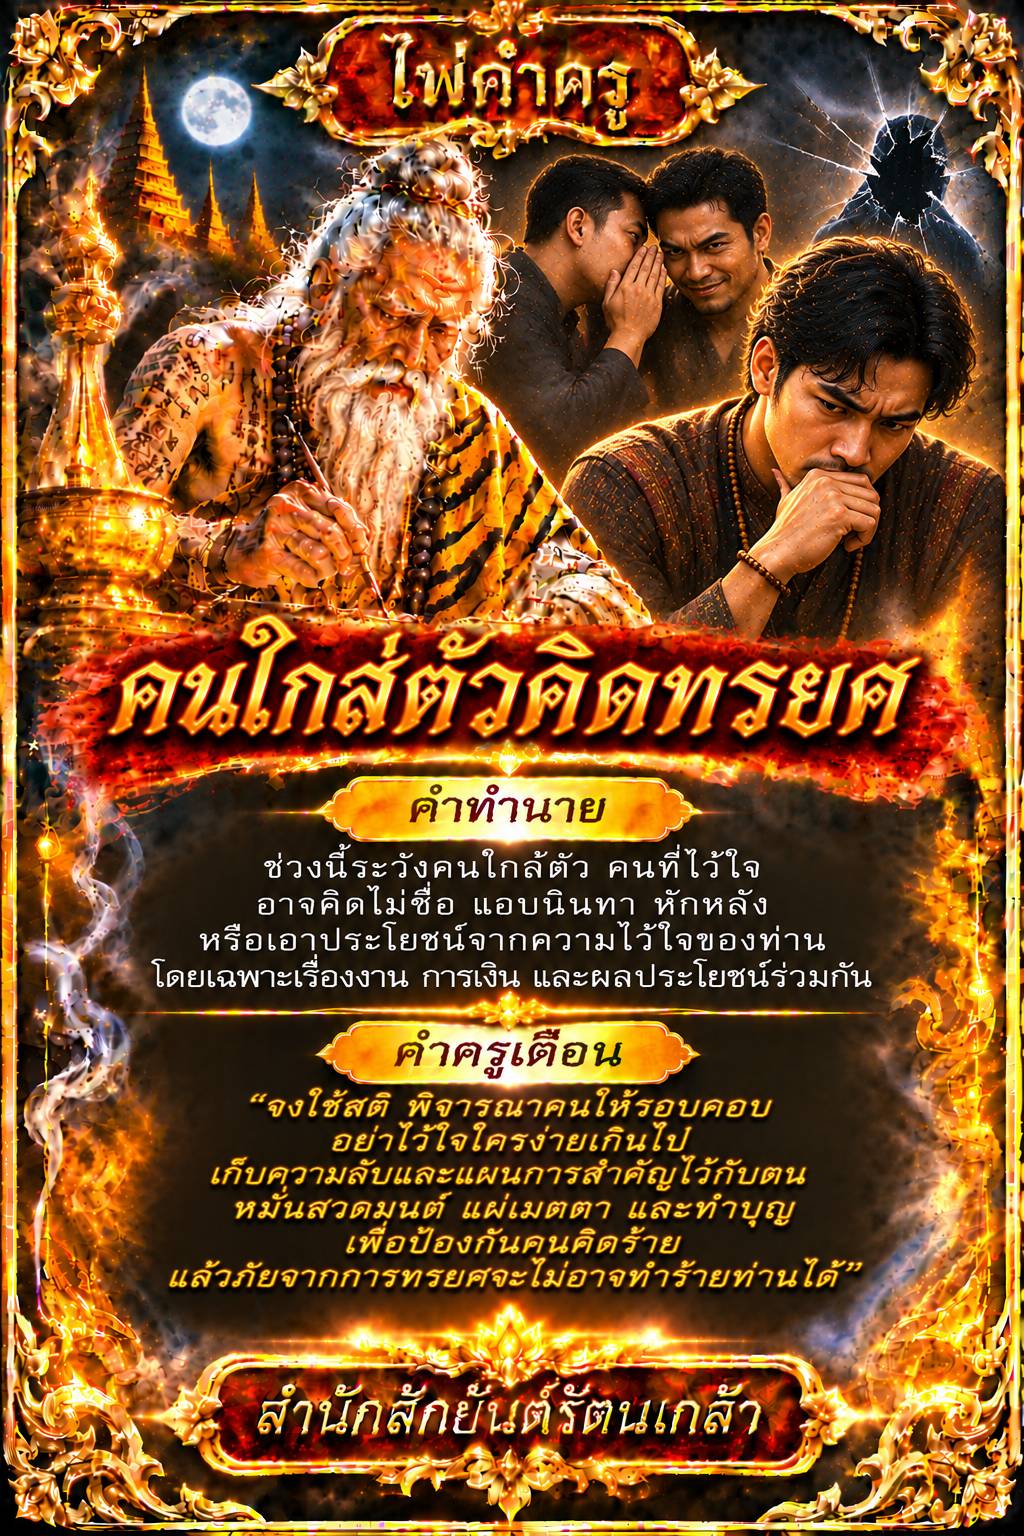 ไพ่คำครู
คนใกล้ตัวคิดทรยศ
คำทำนาย
ช่วงนี้ระวังคนใกล้ตัว คนที่ไว้ใจ
อาจคิดไม่ซื่อ แอบนินทา หักหลัง
หรือเอาประโยชน์จากความไว้ใจของท่าน
โดยเฉพาะเรื่องงาน การเงิน และผลประโยชน์ร่วมกัน
คำครูเตือน
“จงใช้สติ พิจารณาคนให้รอบคอบ
อย่าไว้ใจใครง่ายเกินไป
เก็บความลับและแผนการสำคัญไว้กับตน
หมั่นสวดมนต์ แผ่เมตตา และทำบุญ
เพื่อป้องกันคนคิดร้าย
แล้วภัยจากการทรยศจะไม่อาจทำร้ายท่านได้”
สำนักสักยันต์รัตนเกล้า